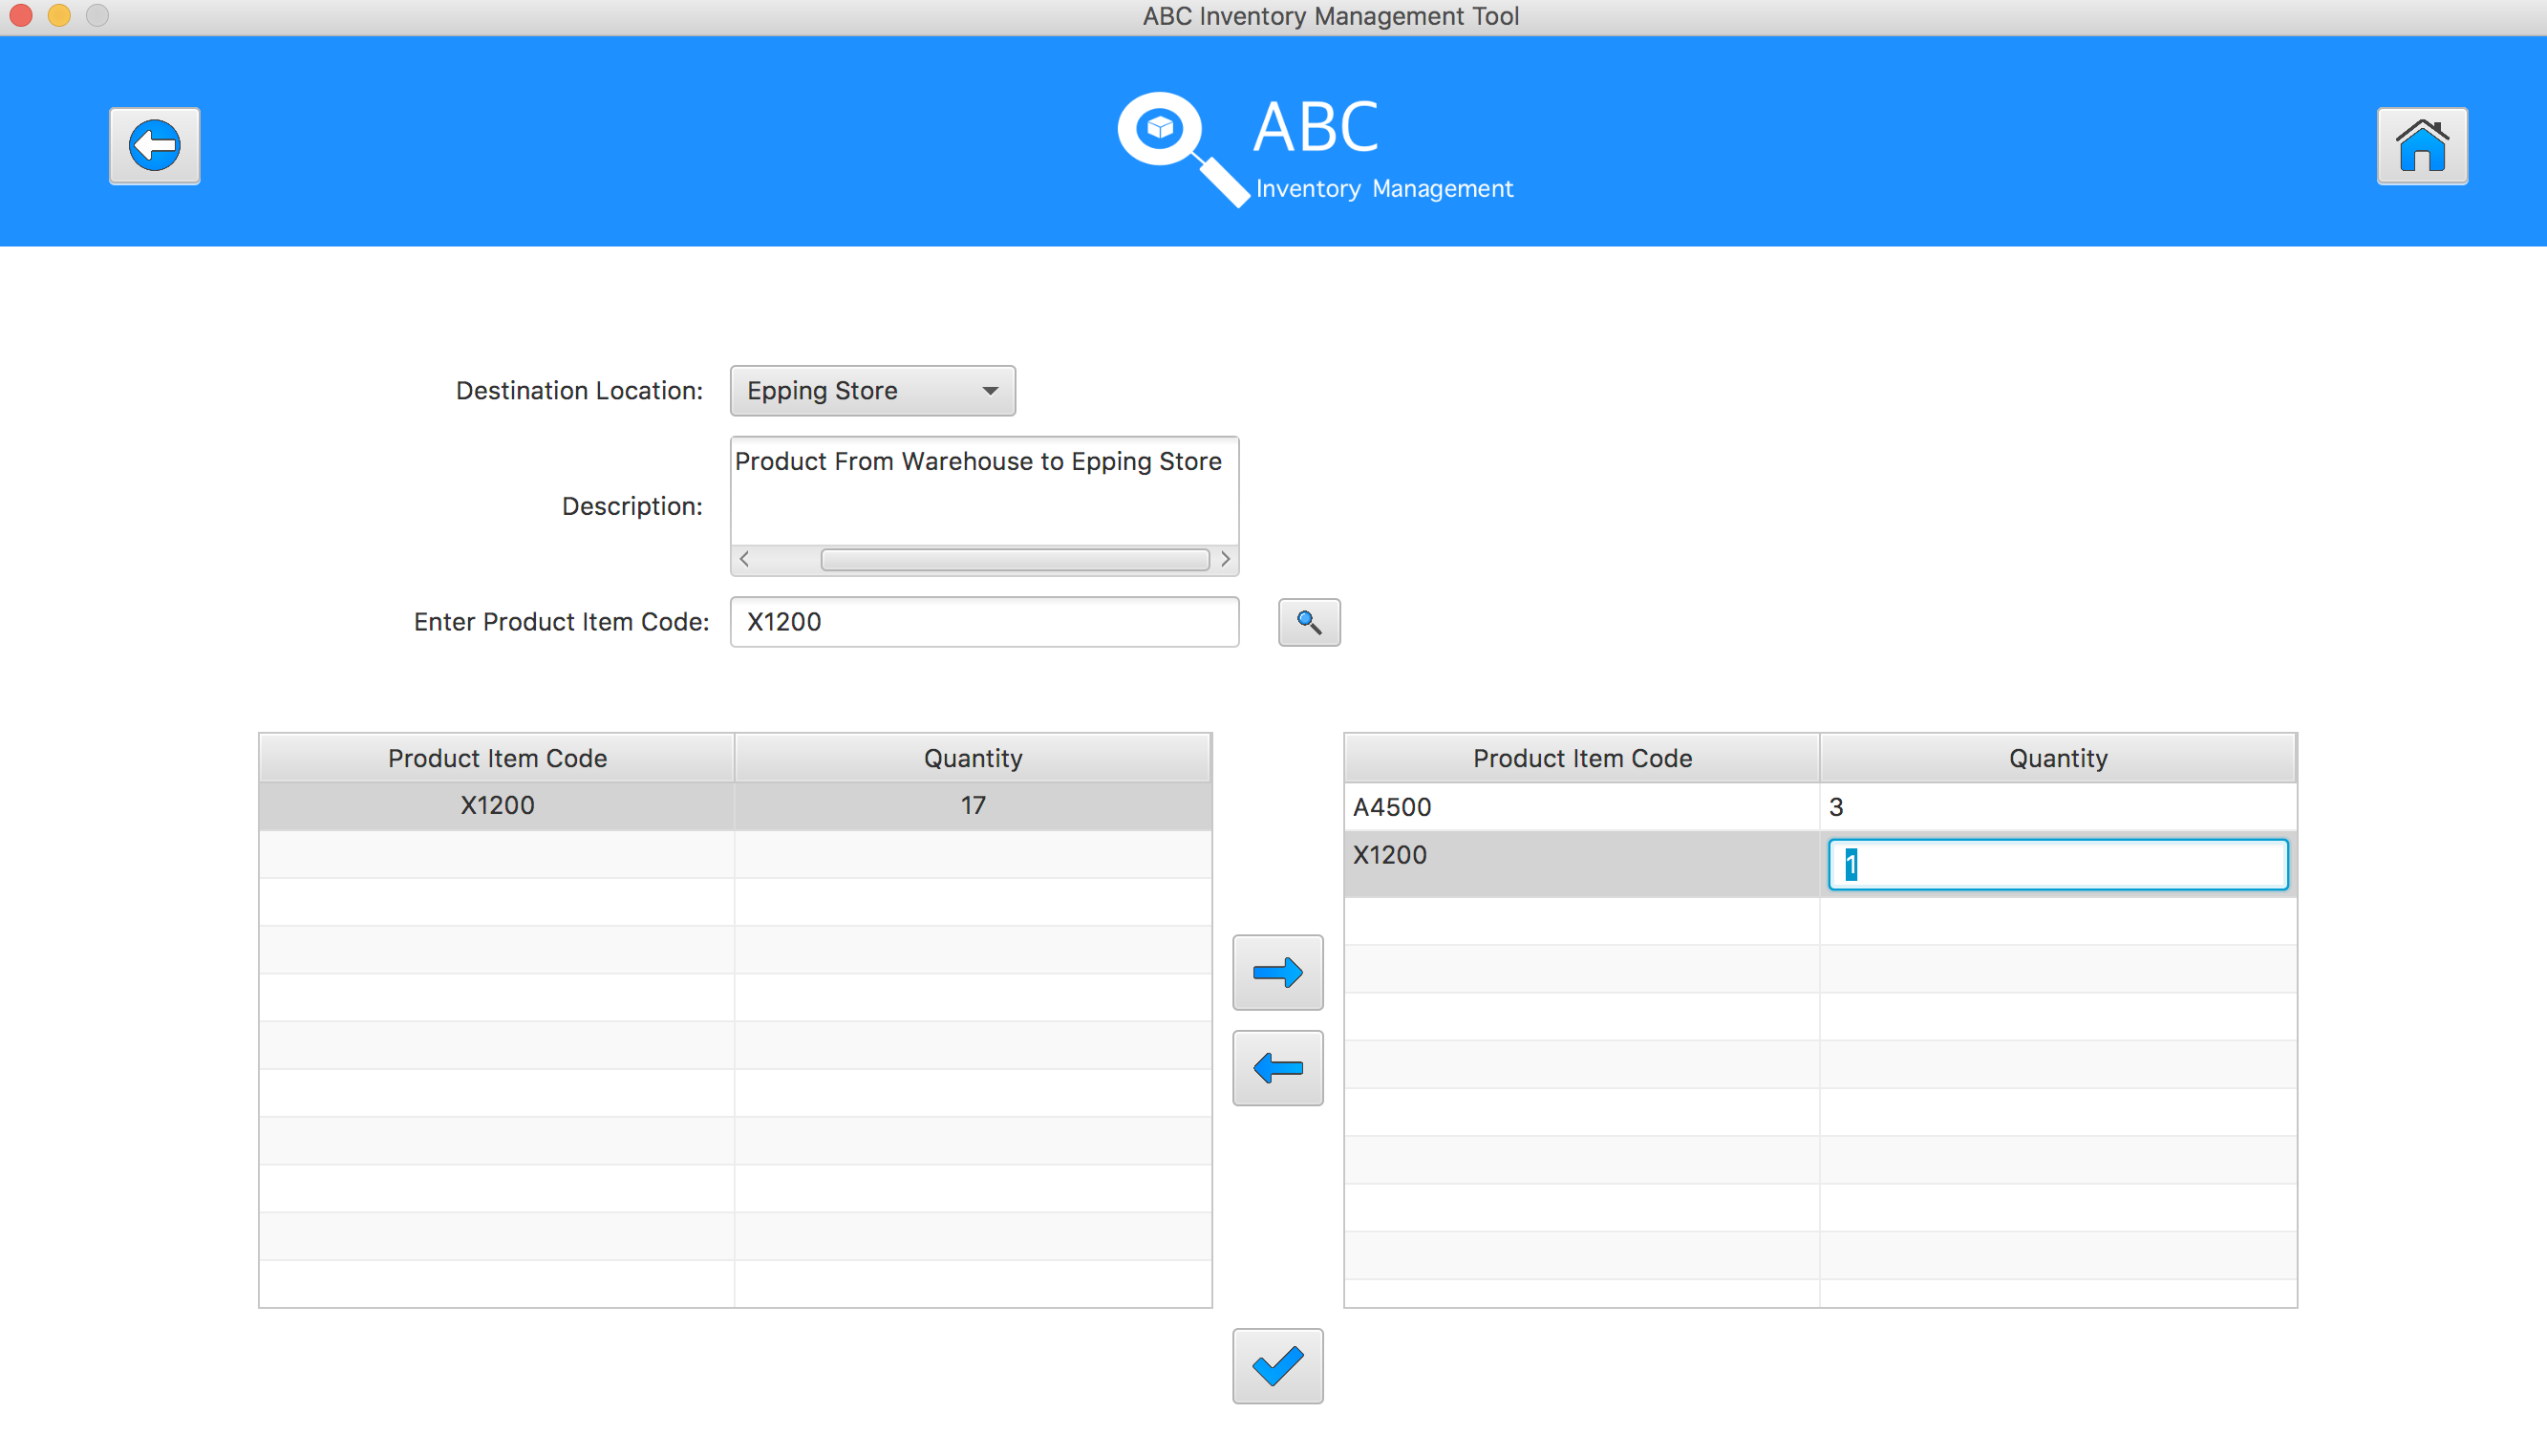 ABC Inventory Management Tool
ABC
Inventory Management
Destination Location:
Epping Store
Description:
Product From Warehouse to Epping Store
Enter Product Item Code:
X1200
Product Item Code Quantity
X1200 17
Product Item Code Quantity
A4500 3
X1200 1